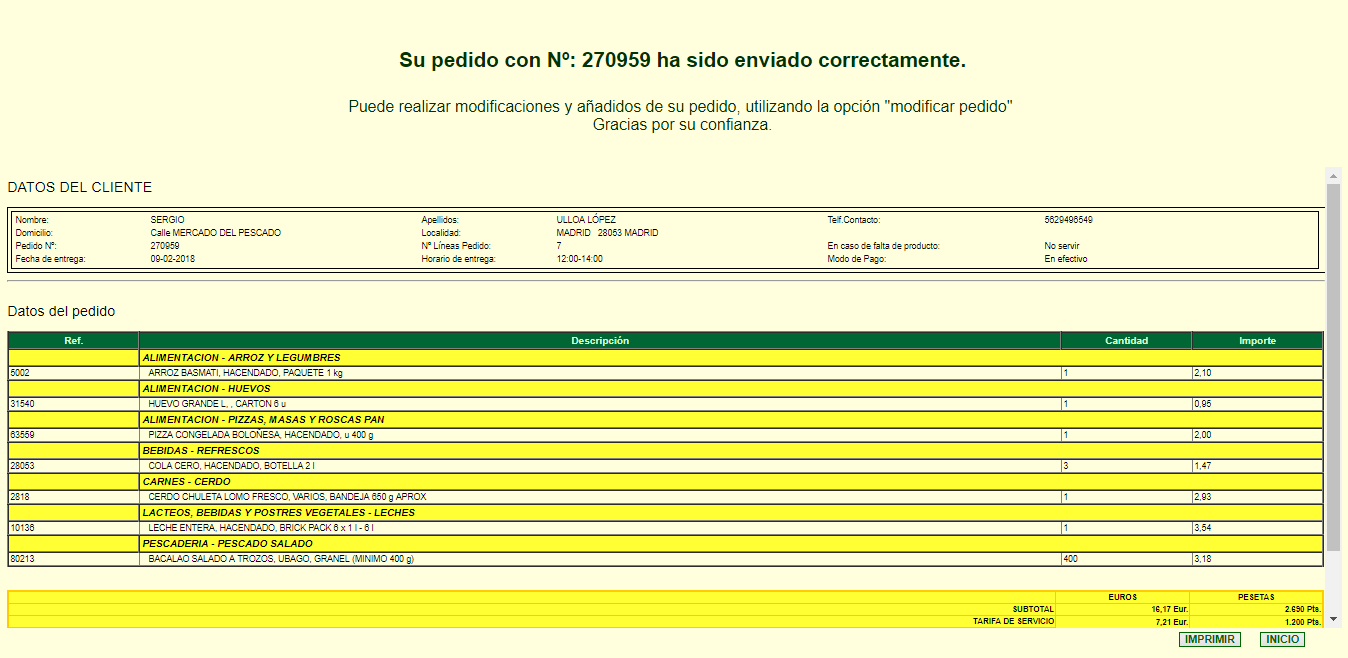 Su pedido con Nº: 270959 ha sido enviado correctamente.
Puede realizar modificaciones y añadidos de su pedido, utilizando la opción "modificar pedido"
Gracias por su confianza.
DATOS DEL CLIENTE
Nombre: SERGIO Apellidos: ULLOA LÓPEZ Telf.Contacto: 5629496549
Domicilio: Calle MERCADO DEL PESCADO Localidad: MADRID 28053 MADRID
Pedido Nº: 270959 Nº Líneas Pedido: 7 En caso de falta de producto: No servir
Fecha de entrega: 09-02-2018 Horario de entrega: 12:00-14:00 Modo de Pago: En efectivo
Datos del pedido
Ref. Descripción Cantidad Importe
ALIMENTACION - ARROZ Y LEGUMBRES
5002 ARROZ BASMATI, HACENDADO, PAQUETE 1 kg 1 2,10
ALIMENTACION - HUEVOS
31540 HUEVO GRANDE L, , CARTON 6 u 1 0,95
ALIMENTACION - PIZZAS, MASAS Y ROSCAS PAN
63559 PIZZA CONGELADA BOLOÑESA, HACENDADO, u 400 g 1 2,00
BEBIDAS - REFRESCOS
28053 COLA CERO, HACENDADO, BOTELLA 2 l 3 1,47
CARNES - CERDO
2818 CERDO CHULETA LOMO FRESCO, VARIOS, BANDEJA 650 g APROX 1 2,93
LACTEOS, BEBIDAS Y POSTRES VEGETALES - LECHES
10136 LECHE ENTERA, HACENDADO, BRICK PACK 6 x 1 l - 6 l 1 3,54
PESCADERIA - PESCADO SALADO
80213 BACALAO SALADO A TROZOS, UBAGO, GRANEL (MINIMO 400 g) 400 3,18
EUROS PESETAS
SUBTOTAL 16,17 Eur. 2.690 Pts.
TARIFA DE SERVICIO 7,21 Eur. 1.200 Pts.
IMPRIMIR INICIO